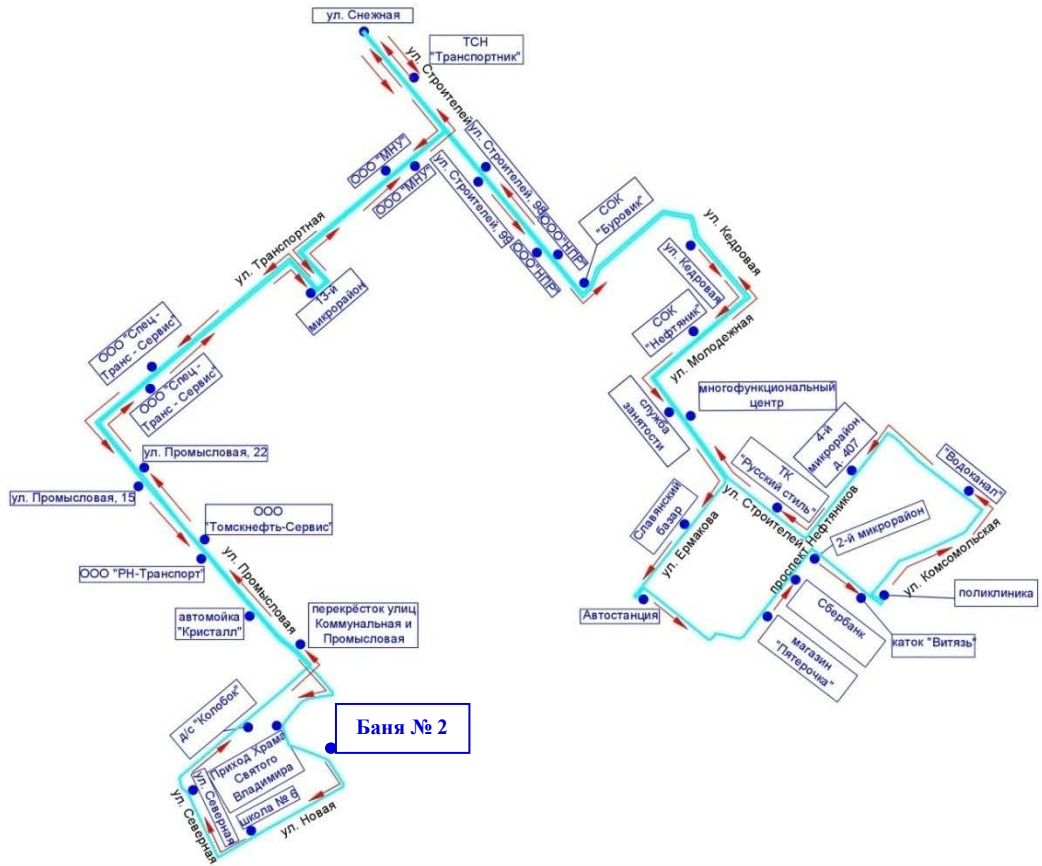 ул. Снежная
ТСН
"Транспортник"
ул. Строителей
ООО "МНУ"
ООО "МНУ"
ул. Строителей, 98
ул. Строителей, 99
ООО"НПР"
ООО"НПР"
СОК
"Буровик"
ул. Кедровая
ул. Кедровая
СОК
"Нефтяник"
ул. Молодежная
ул. Транспортная
13-й
микрорайон
ООО "Спец -
Транс - Сервис"
ООО "Спец -
Транс - Сервис"
многофункциональный
центр
служба
занятости
4-й
микрорайон
д. 407
ТК
"Русский стиль"
"Водоканал"
ул. Промысловая, 22
ул. Промысловая, 15
ООО
"Томскнефть-Сервис"
ООО "РН-Транспорт"
ул. Промысловая
Славянский
базар
ул. Ермакова
ул. Строителей
проспект Нефтяников
2-й микрорайон
ул. Комсомольская
поликлиника
Автостанция
Сбербанк
каток "Витязь"
магазин
"Пятерочка"
автомойка
"Кристалл"
перекрёсток улиц
Коммунальная и
Промысловая
д/с "Колобок"
Баня № 2
Приход Храма
Святого
Владимира
ул. Северная
ул. Северная
школа № 6
ул. Новая